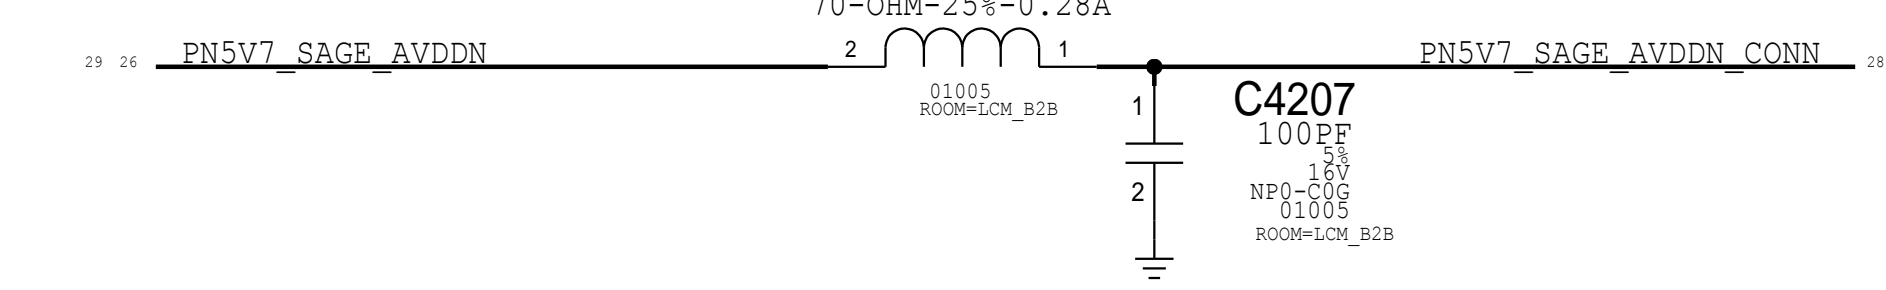 70-OHM-25%-0.28A
29 26 PN5V7_SAGE_AVDDN
2 1
PN5V7_SAGE_AVDDN_CONN 28
01005
ROOM=LCM_B2B
1
C4207
100PF
5%
16V
2
NP0-C0G
01005
ROOM=LCM_B2B